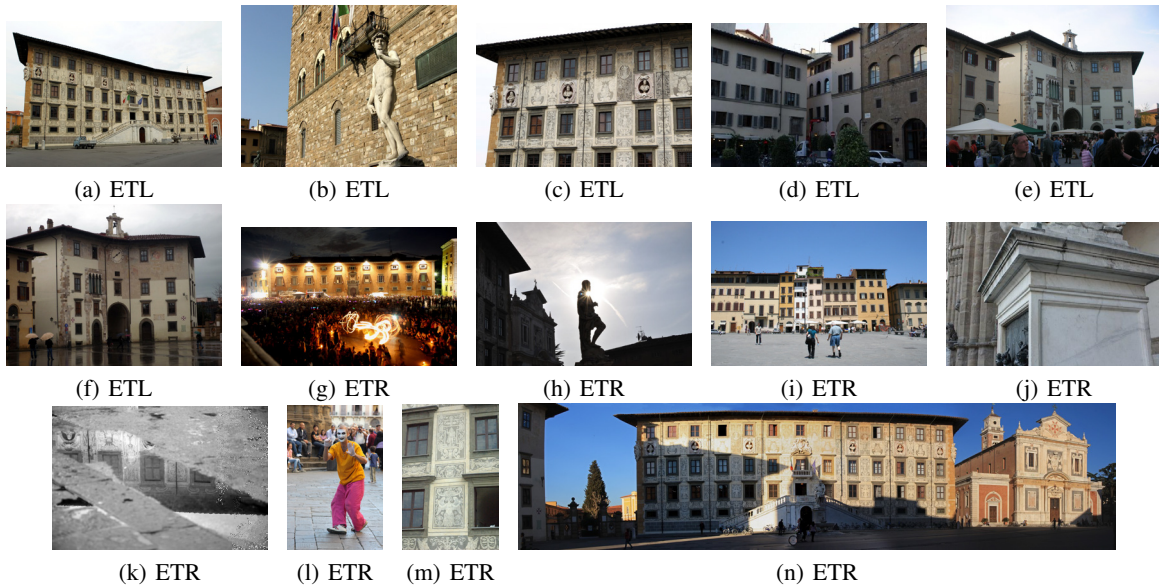 (a) ETL
(b) ETL
(c) ETL
(d) ETL
(e) ETL
(f) ETL
(g) ETR
(h) ETR
(i) ETR
(j) ETR
(k) ETR
(l) ETR
(m) ETR
(n) ETR